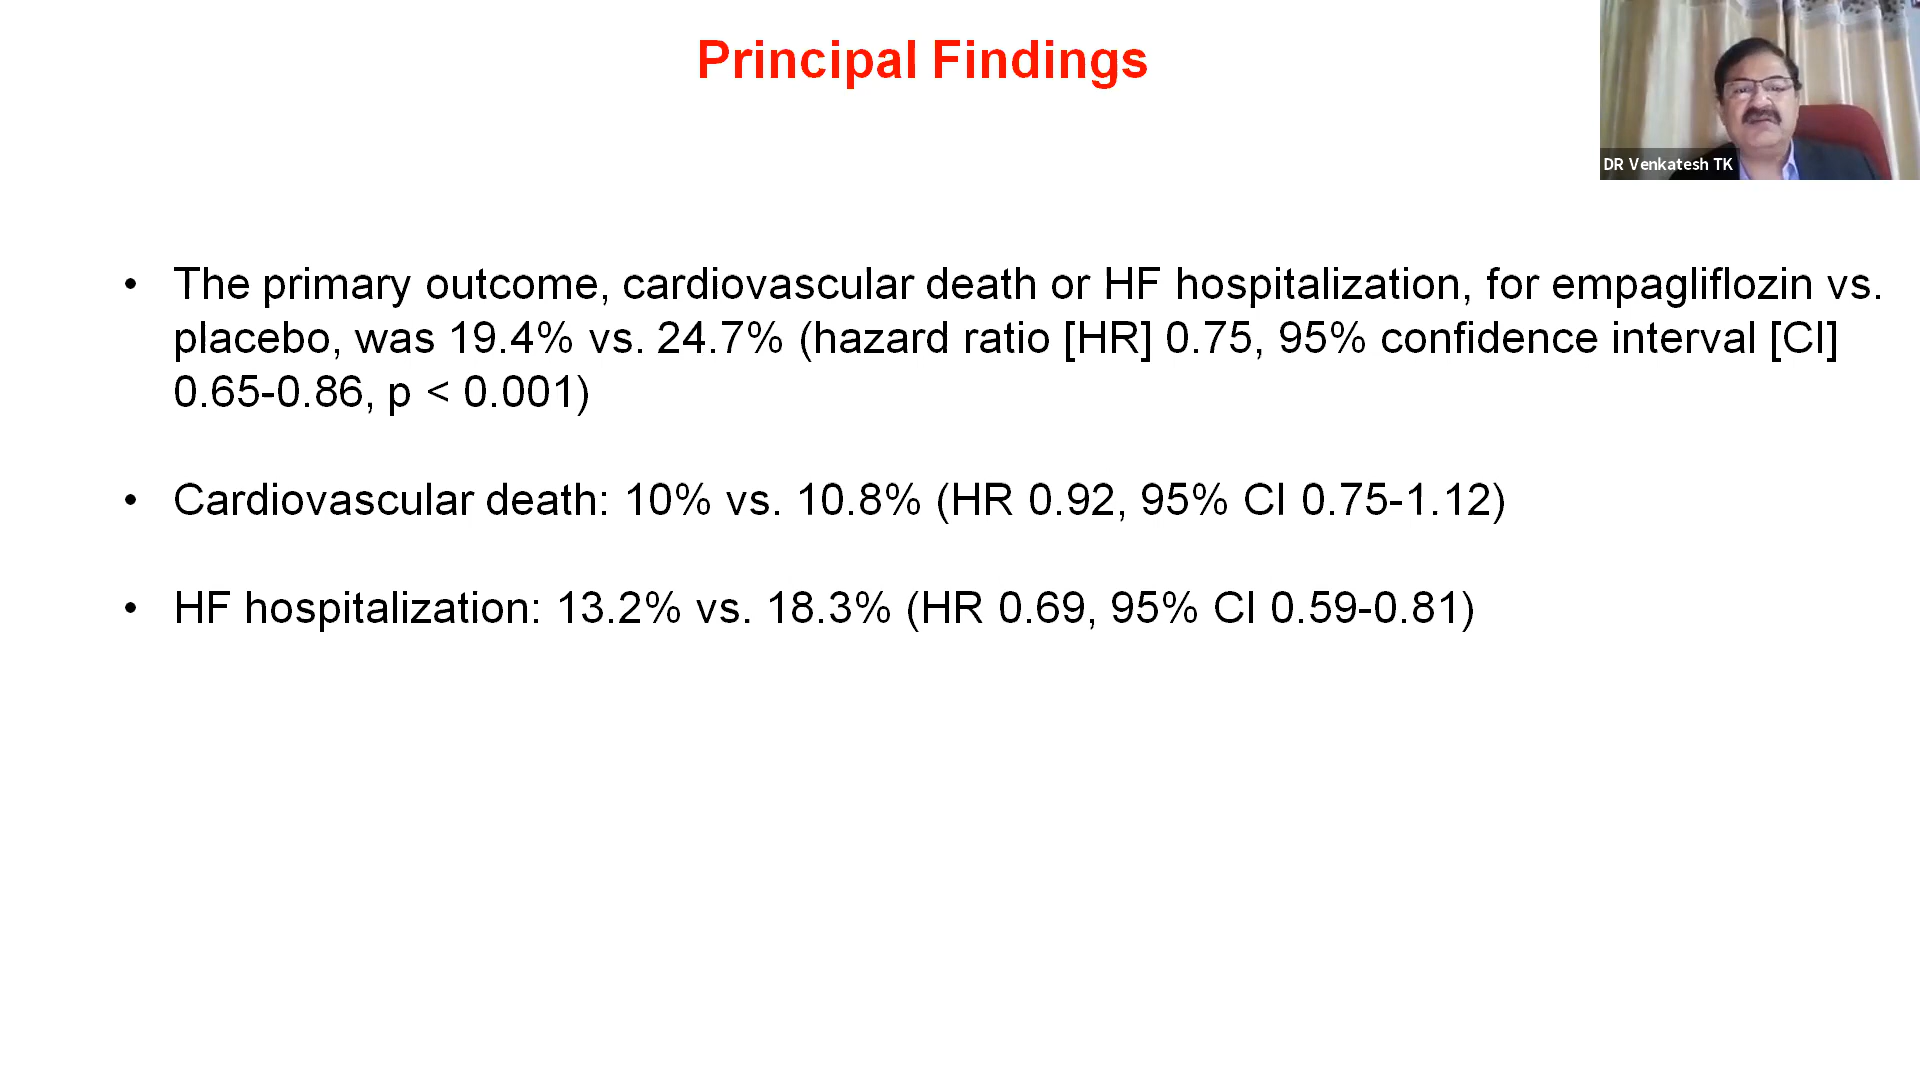 Principal Findings
DR Venkatesh TK
• The primary outcome, cardiovascular death or HF hospitalization, for empagliflozin vs.
placebo, was 19.4% vs. 24.7% (hazard ratio [HR] 0.75, 95% confidence interval [CI]
0.65-0.86, p < 0.001)
• Cardiovascular death: 10% vs. 10.8% (HR 0.92, 95% CI 0.75-1.12)
• HF hospitalization: 13.2% vs. 18.3% (HR 0.69, 95% CI 0.59-0.81)